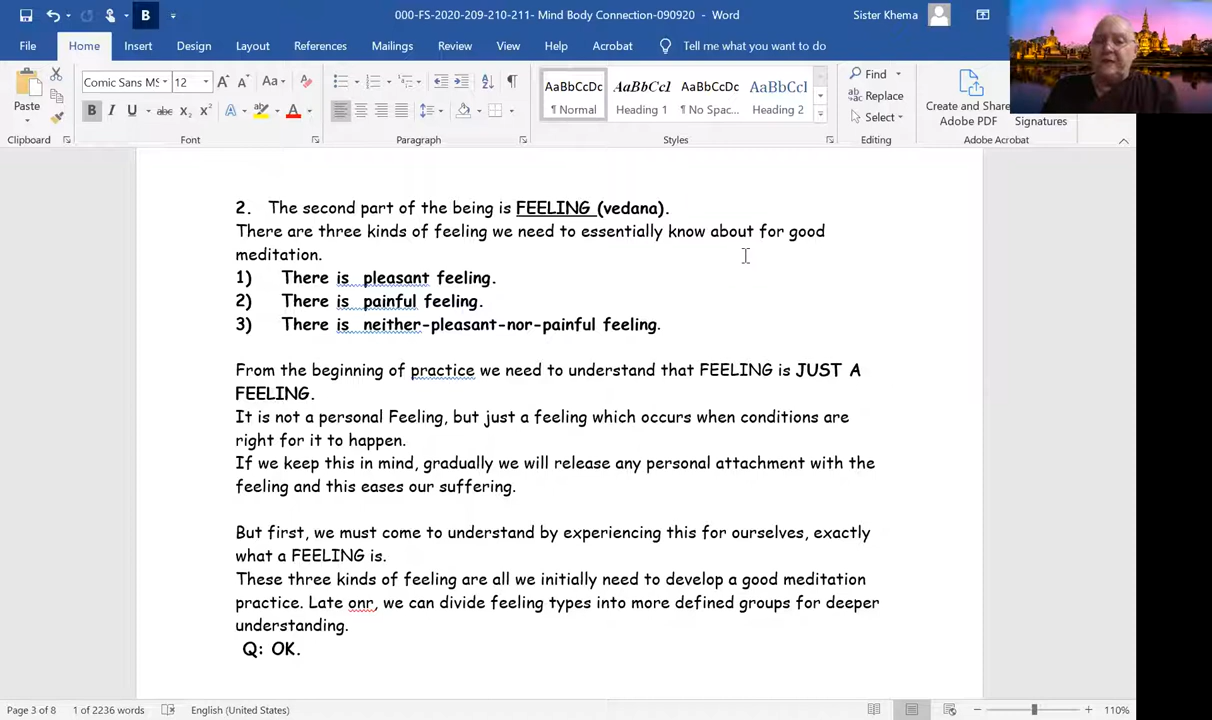 000-FS-2020-209-210-211- Mind Body Connection-090920 - Word
Sister Khema
File Home Insert Design Layout References Mailings Review View Help Acrobat Tell me what you want to do
Comic Sans MS 12
Paste
Clipboard
Font
Paragraph
AaBbCcDc AaBbCcI AaBbCcDc AaBbCcI
¶ Normal Heading 1 ¶ No Spac... Heading 2
Styles
Find
Replace
Select
Editing
Create and Share
Adobe PDF
Signatures
Adobe Acrobat
2. The second part of the being is FEELING (vedana).
There are three kinds of feeling we need to essentially know about for good
meditation.
1) There is pleasant feeling.
2) There is painful feeling.
3) There is neither-pleasant-nor-painful feeling.
From the beginning of practice we need to understand that FEELING is JUST A
FEELING.
It is not a personal Feeling, but just a feeling which occurs when conditions are
right for it to happen.
If we keep this in mind, gradually we will release any personal attachment with the
feeling and this eases our suffering.
But first, we must come to understand by experiencing this for ourselves, exactly
what a FEELING is.
These three kinds of feeling are all we initially need to develop a good meditation
practice. Late onr, we can divide feeling types into more defined groups for deeper
understanding.
Q: OK.
Page 3 of 8 1 of 2236 words English (United States) 110%